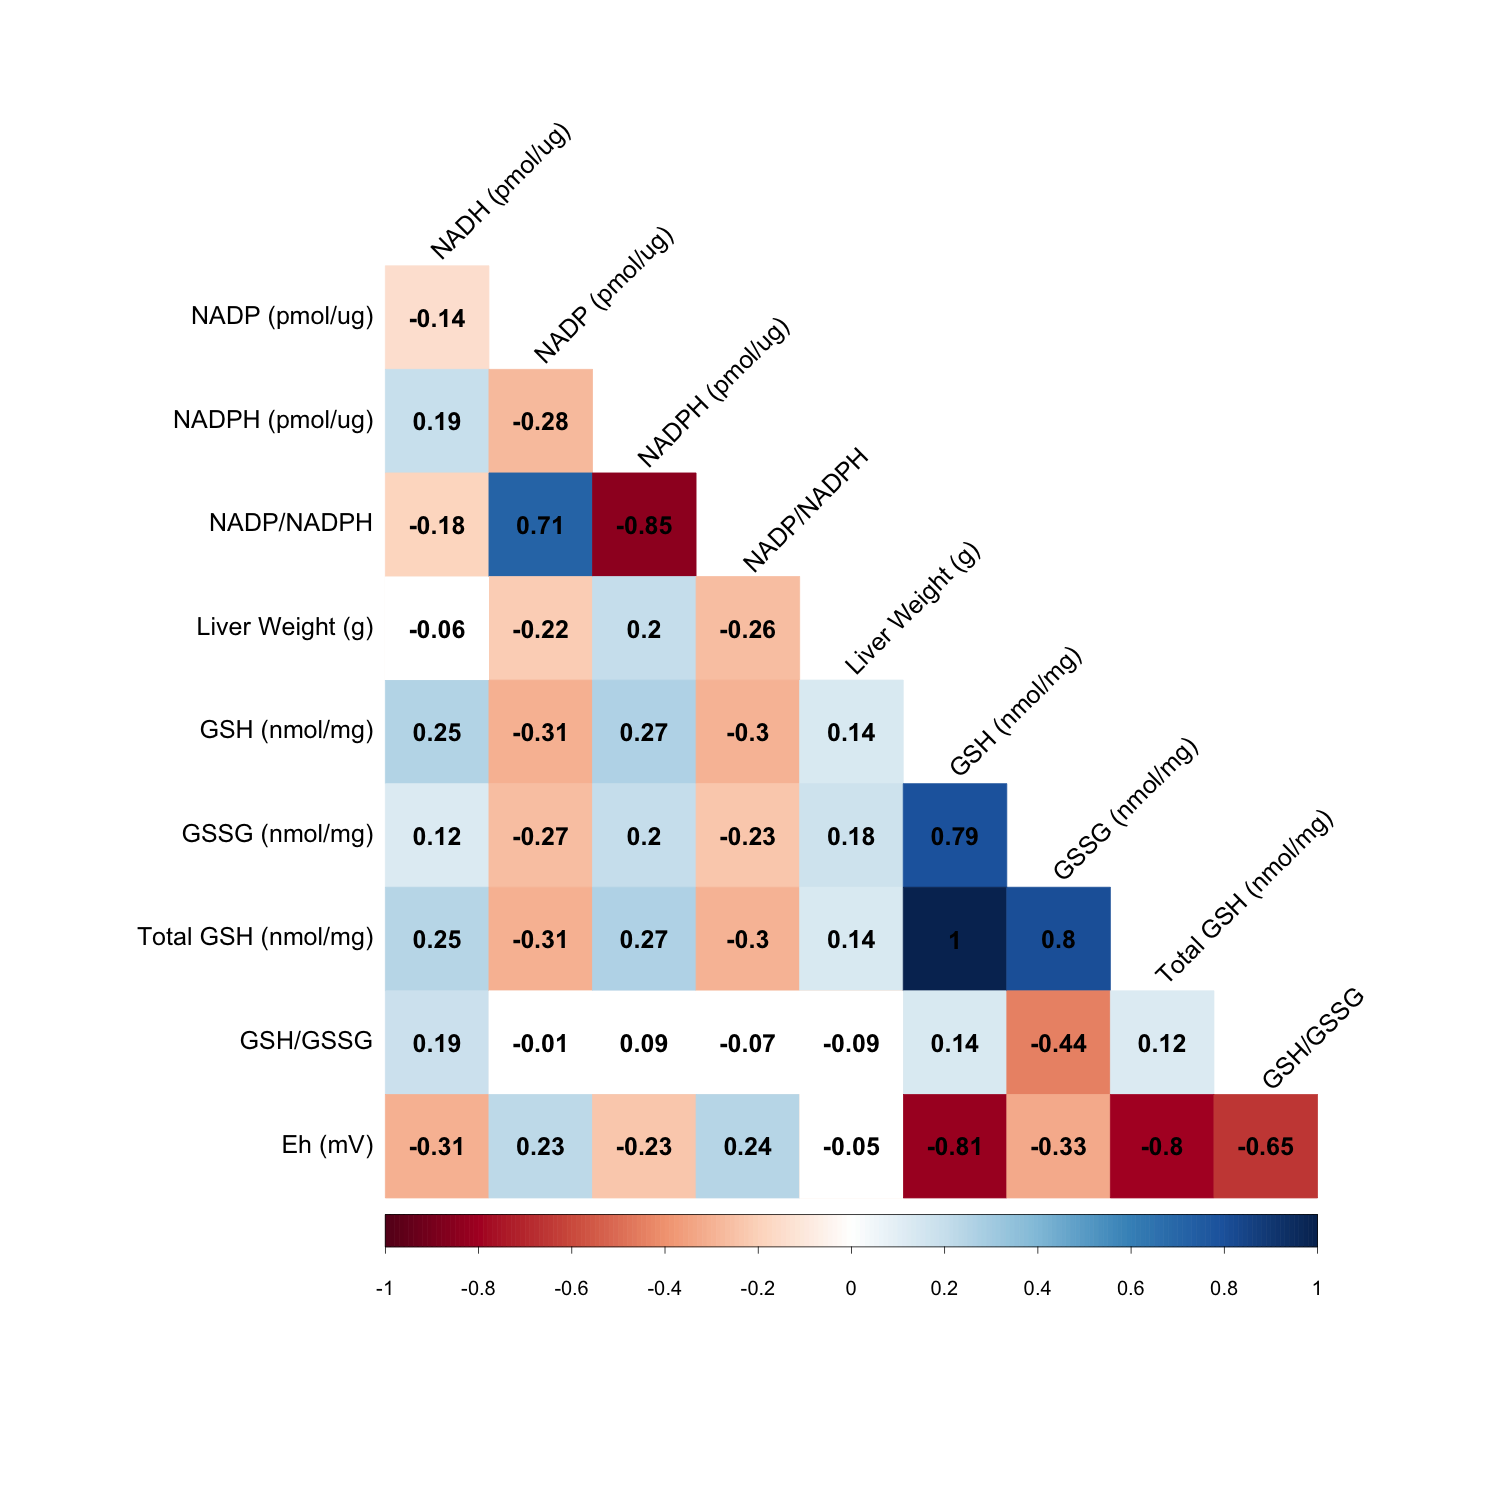 NADH (pmol/ug)
NADP (pmol/ug)
NADPH (pmol/ug)
NADP/NADPH
Liver Weight (g)
GSH (nmol/mg)
GSSG (nmol/mg)
Total GSH (nmol/mg)
GSH/GSSG
NADP (pmol/ug) -0.14
NADPH (pmol/ug) 0.19 -0.28
NADP/NADPH -0.18 0.71 -0.85
Liver Weight (g) -0.06 -0.22 0.2 -0.26
GSH (nmol/mg) 0.25 -0.31 0.27 -0.3 0.14
GSSG (nmol/mg) 0.12 -0.27 0.2 -0.23 0.18 0.79
Total GSH (nmol/mg) 0.25 -0.31 0.27 -0.3 0.14 1 0.8
GSH/GSSG 0.19 -0.01 0.09 -0.07 -0.09 0.14 -0.44 0.12
Eh (mV) -0.31 0.23 -0.23 0.24 -0.05 -0.81 -0.33 -0.8 -0.65
-1 -0.8 -0.6 -0.4 -0.2 0 0.2 0.4 0.6 0.8 1